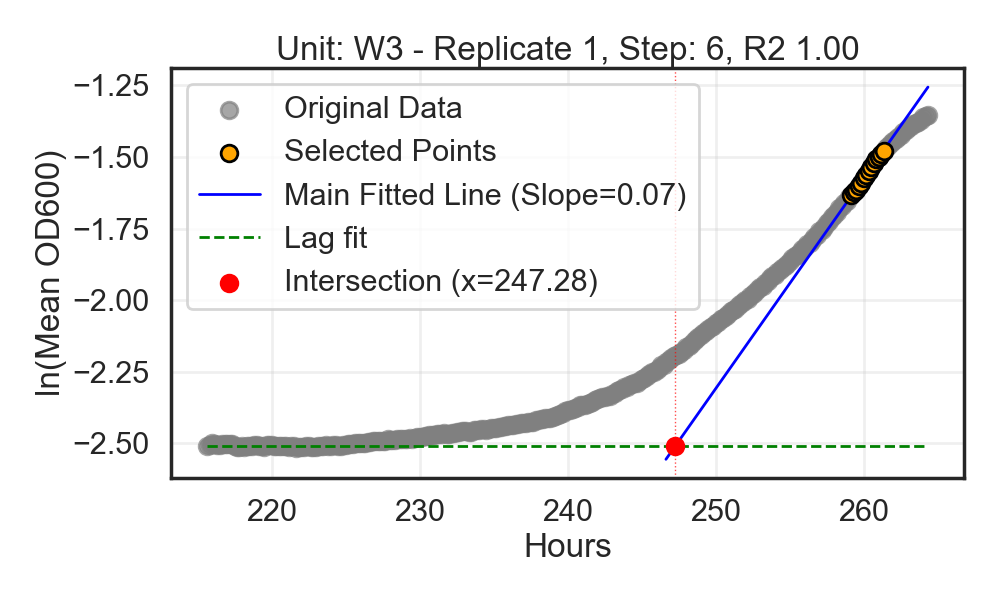 Unit: W3 - Replicate 1, Step: 6, R2 1.00
ln(Mean OD600)
−1.25
−1.50
−1.75
−2.00
−2.25
−2.50
Original Data
Selected Points
Main Fitted Line (Slope=0.07)
Lag fit
Intersection (x=247.28)
220 230 240 250 260
Hours